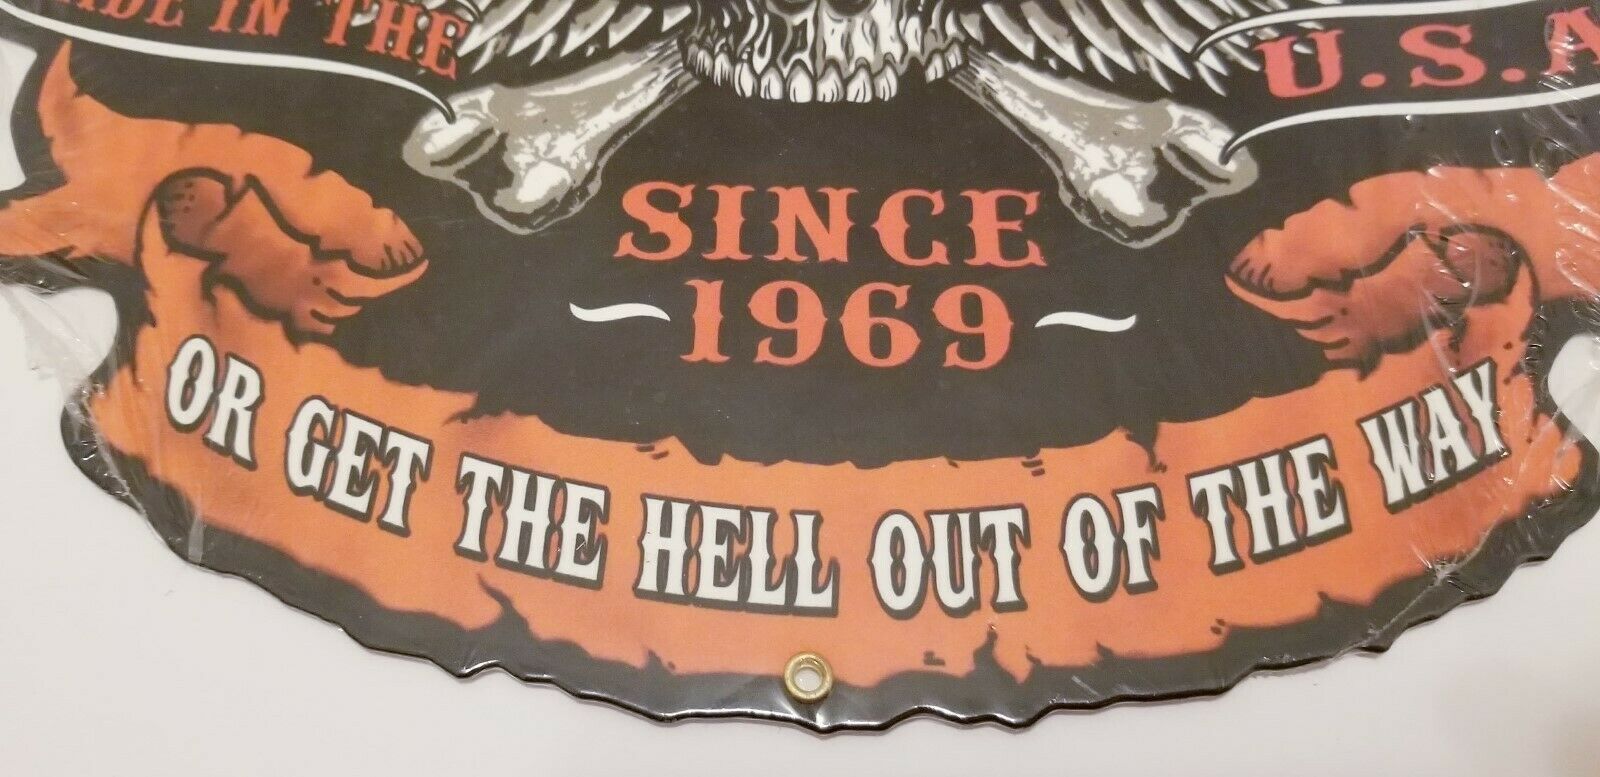 IN THE
U.S.A
SINCE
1969
OR GET THE HELL OUT OF THE WAY